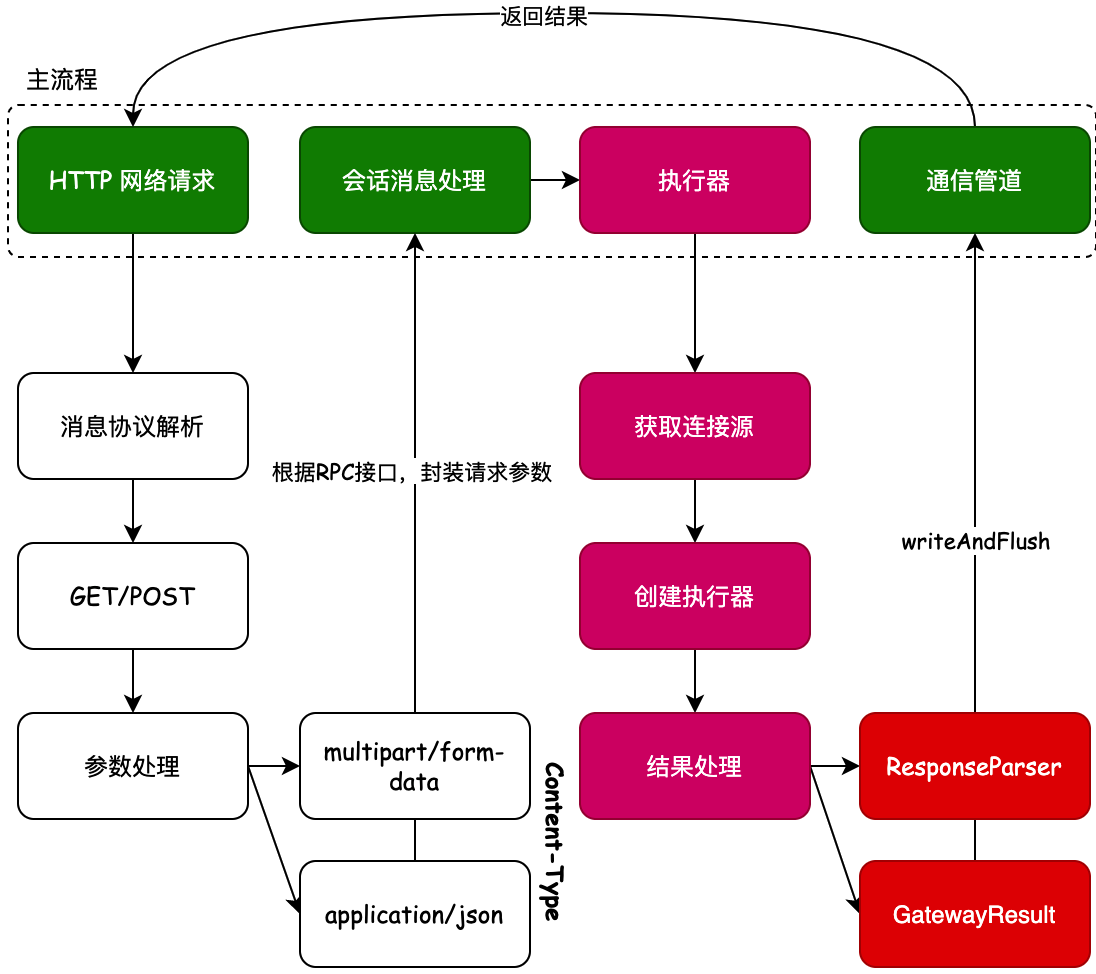 返回结果
主流程
HTTP 网络请求
会话消息处理
执行器
通信管道
消息协议解析
获取连接源
根据RPC接口，封装请求参数
writeAndFlush
GET/POST
创建执行器
参数处理
multipart/form-
data
Content-Type
结果处理
ResponseParser
application/json
GatewayResult